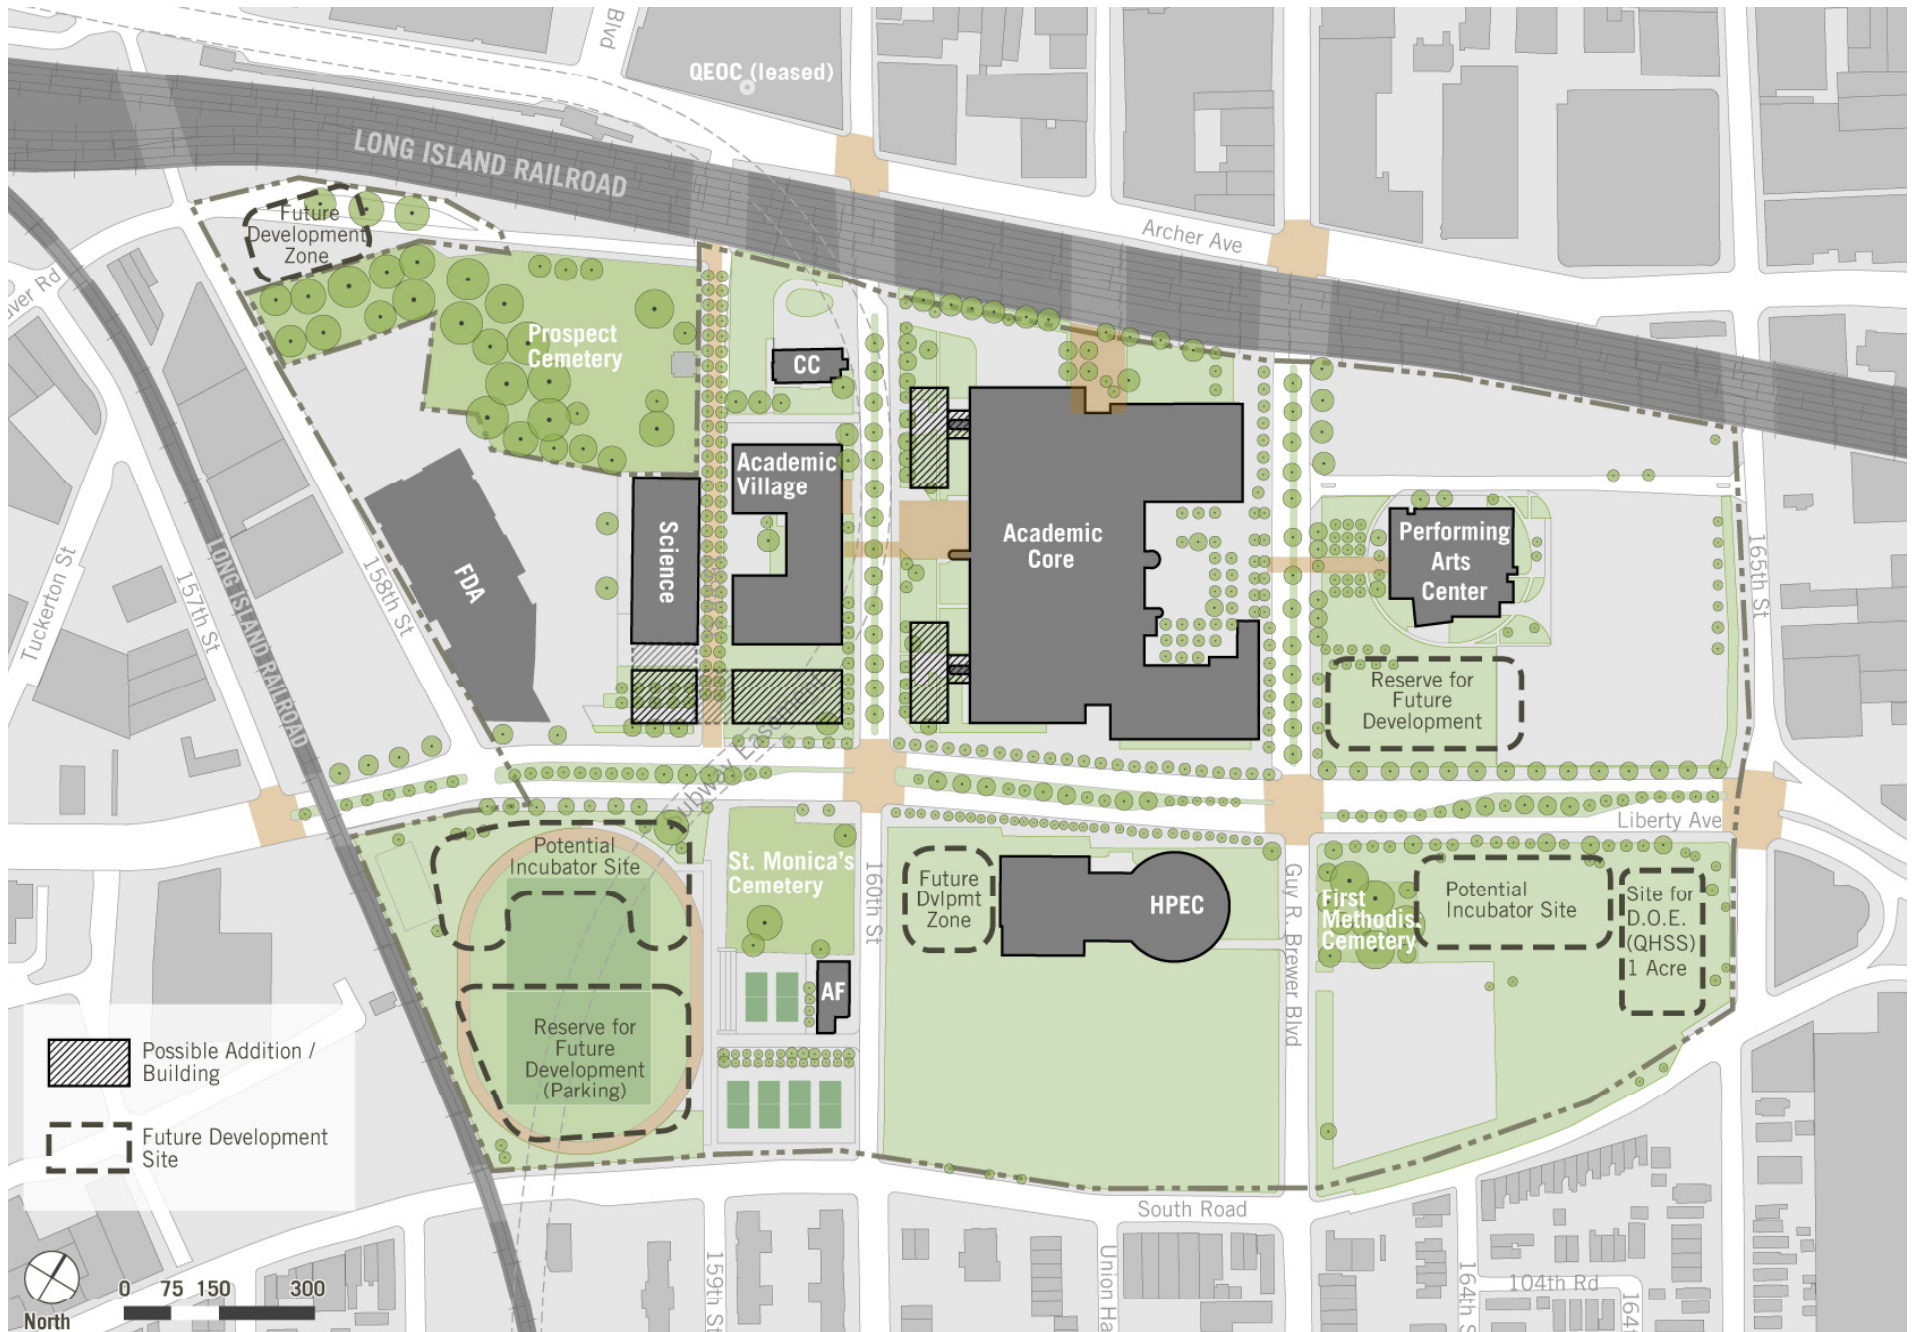 Blvd
QEOC (leased)
LONG ISLAND RAILROAD
Archer Ave
Future
Development
Zone
Prospect
Cemetery
CC
Academic
Village
Science
FDA
Academic
Core
Performing
Arts
Center
165th St
Tuckerton St
157th St
LONG ISLAND RAILROAD
158th St
Reserve for
Future
Development
Subway Easement
Liberty Ave
Potential
Incubator Site
St. Monica's
Cemetery
160th St
Future
Dvlpmt
Zone
HPEC
Guy R. Brewer Blvd
First
Methodis
Cemetery
Potential
Incubator Site
Site for
D.O.E.
(QHSS)
1 Acre
AF
Reserve for
Future
Development
(Parking)
Possible Addition /
Building
Future Development
Site
South Road
159th St
Union Ha
164th S
104th Rd
164t
North
0 75 150 300